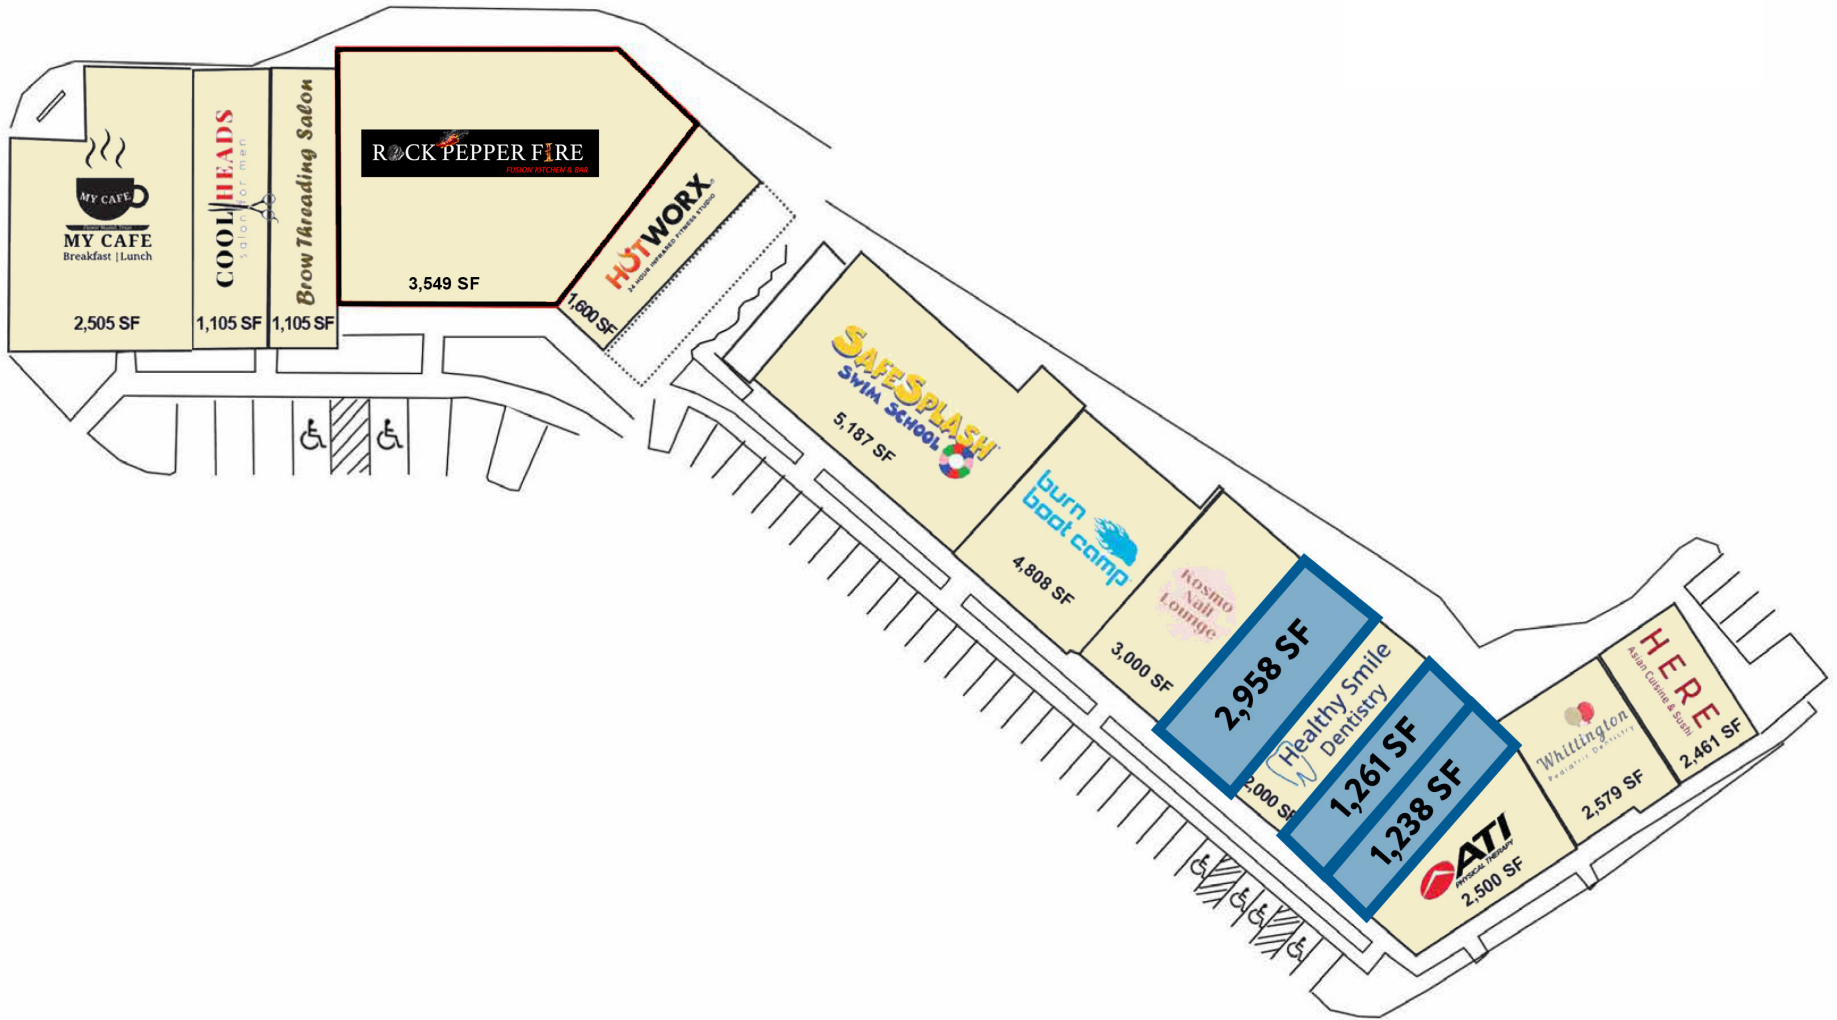 MY CAFE
MY CAFE
Breakfast | Lunch
2,505 SF
COOL HEADS
salon for men
1,105 SF
Brow Threading Salon
1,105 SF
ROCK PEPPER FIRE
FUSION KITCHEN & BAR
3,549 SF
HOTWORX
24 HOUR INFRARED FITNESS STUDIO
1,600 SF
SAFESPLASH
SWIM SCHOOL
5,187 SF
burn
boot camp
4,808 SF
Kosmo
Nail
Lounge
3,000 SF
2,958 SF
Healthy Smile
Dentistry
2,000 SF
1,261 SF
1,238 SF
ATI
PHYSICAL THERAPY
2,500 SF
Whittington
Pediatric Dentistry
2,579 SF
HERE
Asian Cuisine & Sushi
2,461 SF